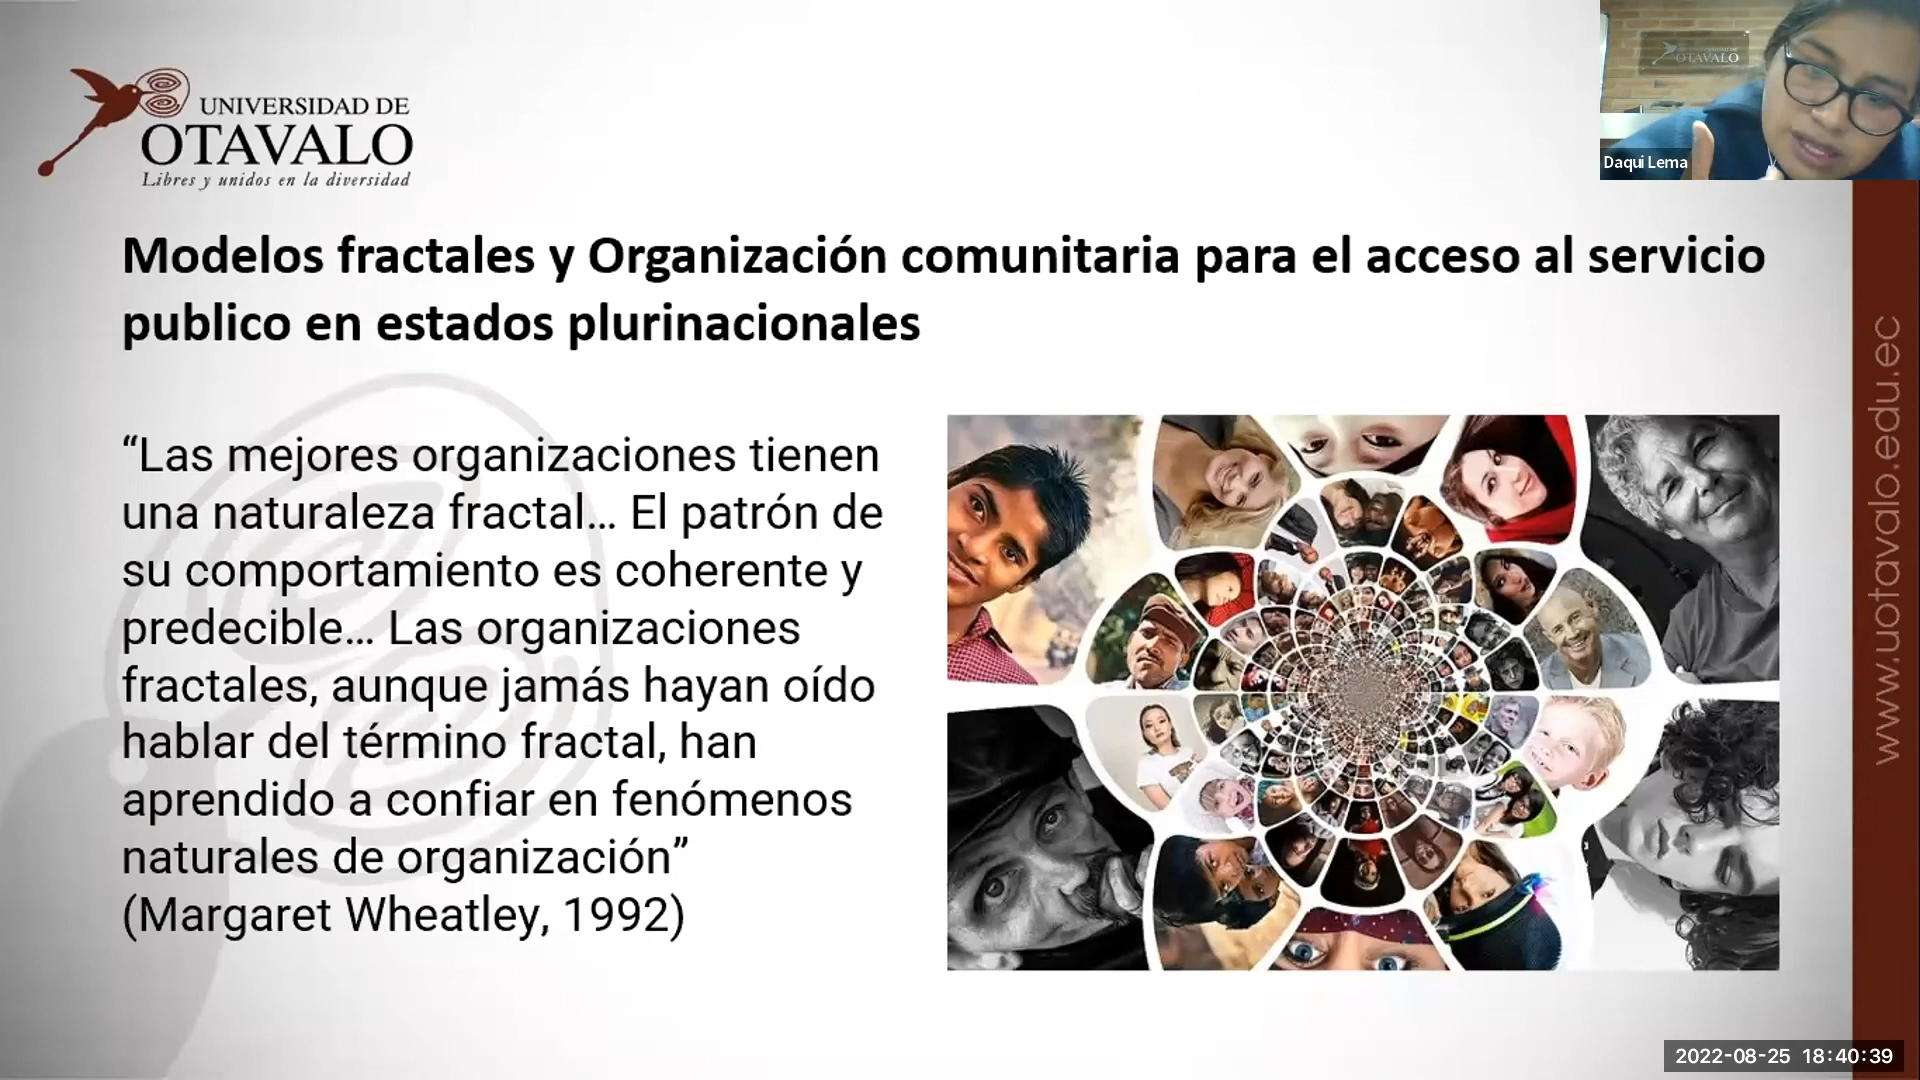 UNIVERSIDAD DE
OTAVALO
Libres y unidos en la diversidad
OTAVALO
Daqui Lema
Modelos fractales y Organización comunitaria para el acceso al servicio
publico en estados plurinacionales
“Las mejores organizaciones tienen
una naturaleza fractal... El patrón de
su comportamiento es coherente y
predecible... Las organizaciones
fractales, aunque jamás hayan oído
hablar del término fractal, han
aprendido a confiar en fenómenos
naturales de organización”
(Margaret Wheatley, 1992)
www.uotavalo.edu.ec
2022-08-25 18:40:39